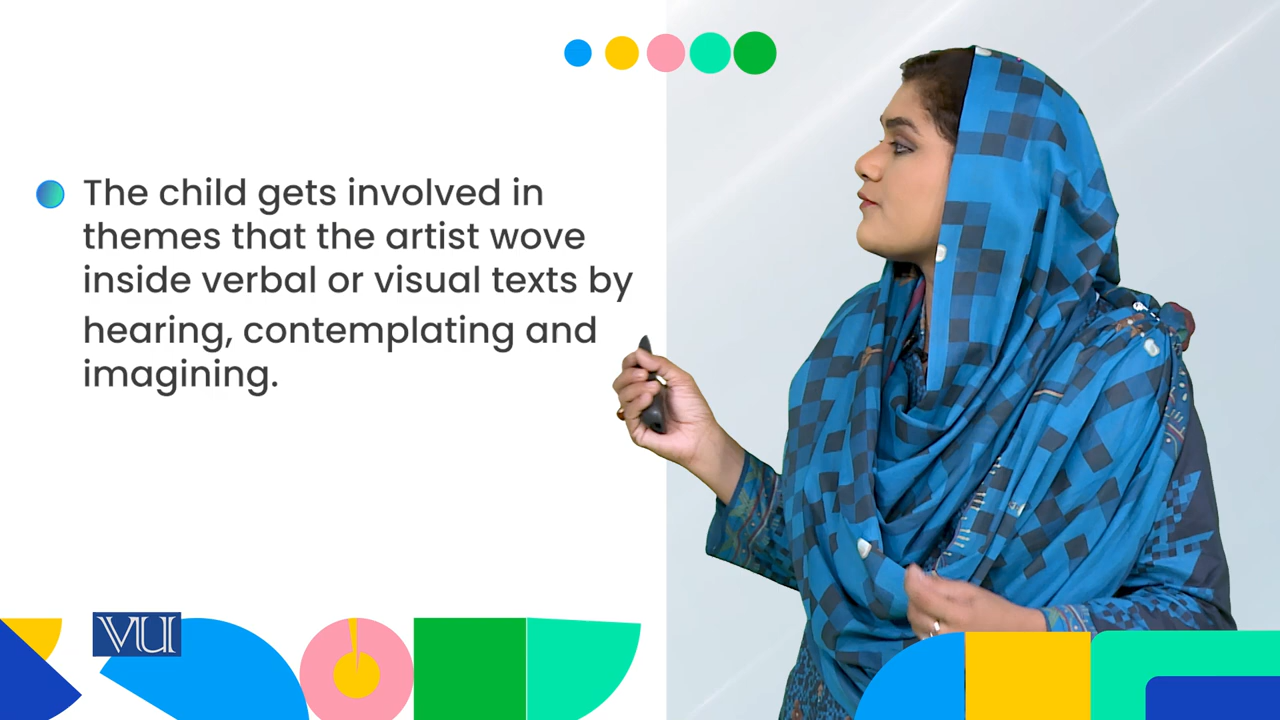 The child gets involved in
themes that the artist wove
inside verbal or visual texts by
hearing, contemplating and
imagining.
VU